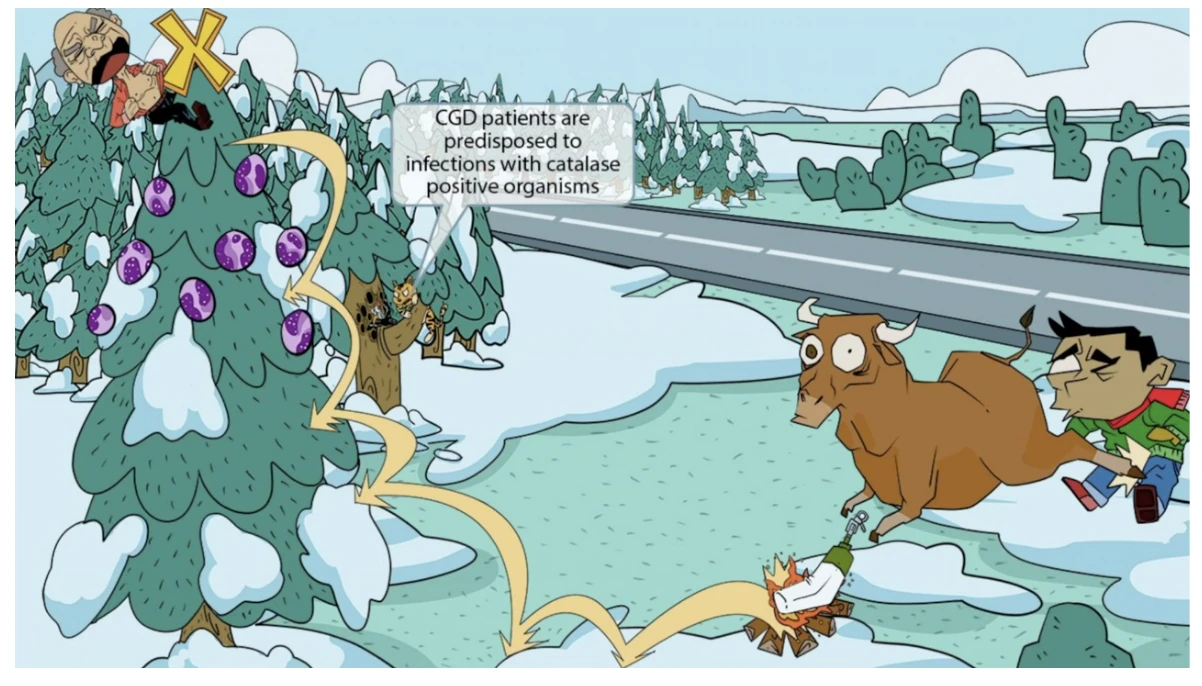 CGD patients are
predisposed to
infections with catalase
positive organisms